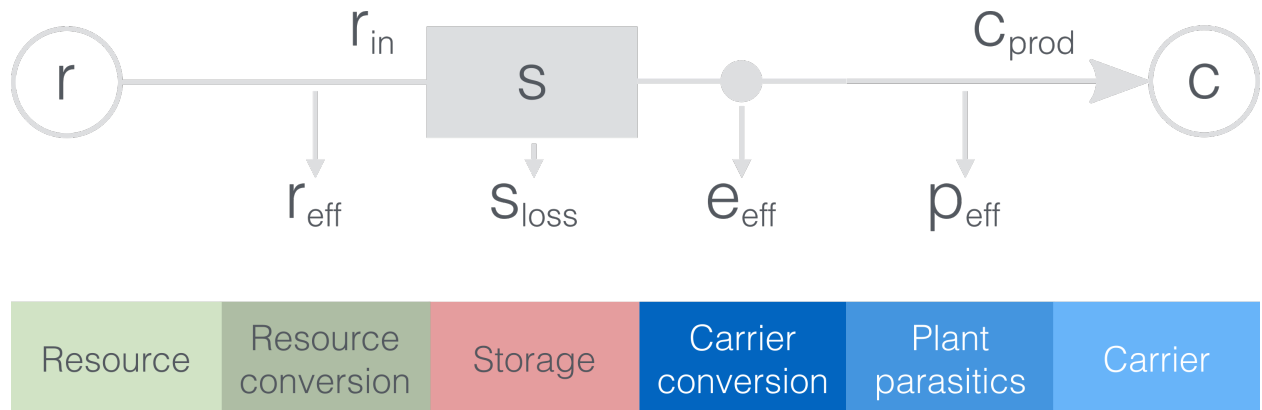 r
r_in
s
c_prod
c
r_eff
s_loss
e_eff
p_eff
Resource
Resource
conversion
Storage
Carrier
conversion
Plant
parasitics
Carrier